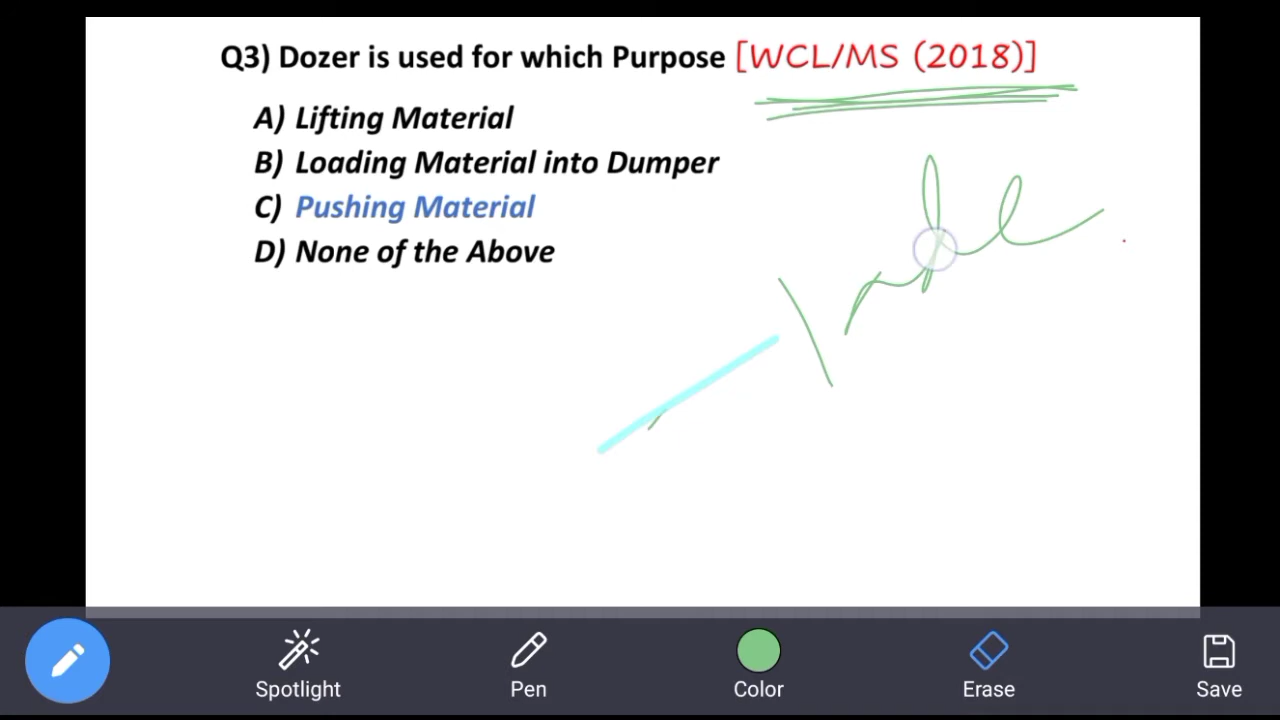 Q3) Dozer is used for which Purpose [WCL/MS (2018)]
A) Lifting Material
B) Loading Material into Dumper
C) Pushing Material
D) None of the Above
Spotlight
Pen
Color
Erase
Save